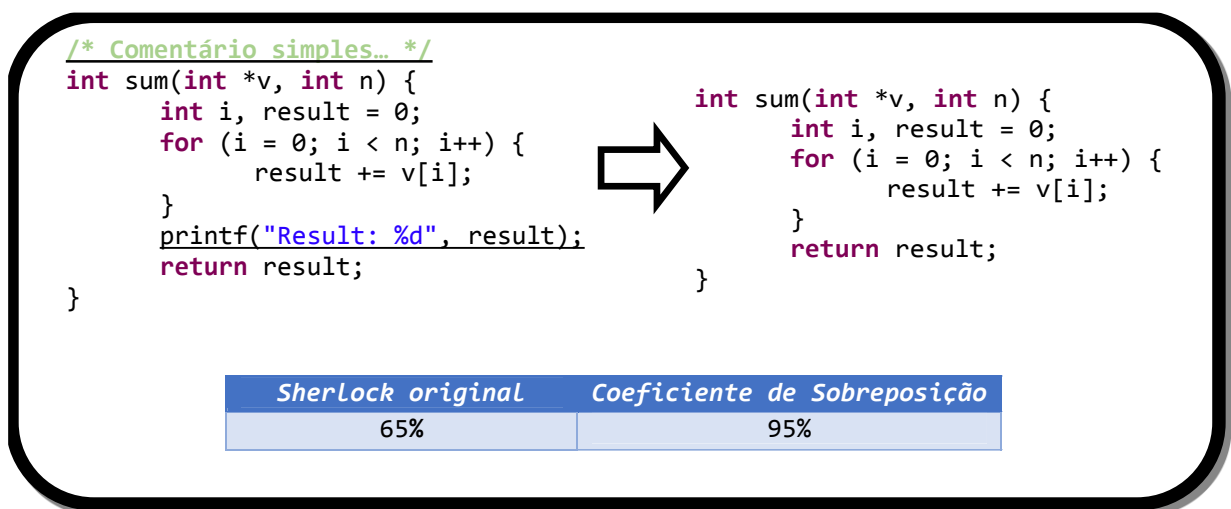 /* Comentário simples… */
int sum(int *v, int n) {
int i, result = 0;
for (i = 0; i < n; i++) {
result += v[i];
}
printf("Result: %d", result);
return result;
}
int sum(int *v, int n) {
int i, result = 0;
for (i = 0; i < n; i++) {
result += v[i];
}
return result;
}
Sherlock original Coeficiente de Sobreposição
65% 95%